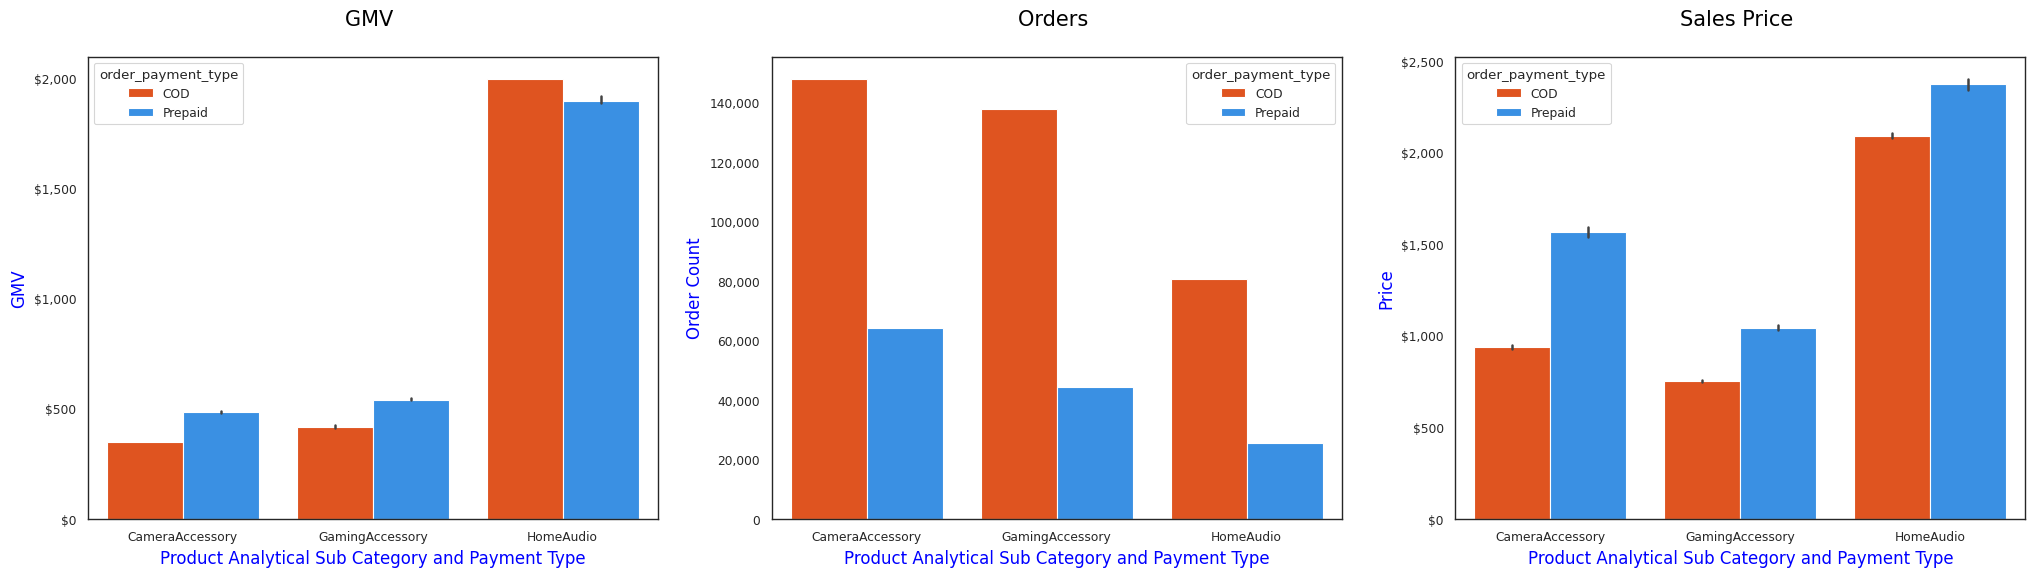 GMV
order_payment_type
COD
Prepaid
$2,000
$1,500
$1,000
$500
$0
GMV
CameraAccessory GamingAccessory HomeAudio
Product Analytical Sub Category and Payment Type
Orders
order_payment_type
COD
Prepaid
140,000
120,000
100,000
80,000
60,000
40,000
20,000
0
Order Count
CameraAccessory GamingAccessory HomeAudio
Product Analytical Sub Category and Payment Type
Sales Price
order_payment_type
COD
Prepaid
$2,500
$2,000
$1,500
$1,000
$500
$0
Price
CameraAccessory GamingAccessory HomeAudio
Product Analytical Sub Category and Payment Type